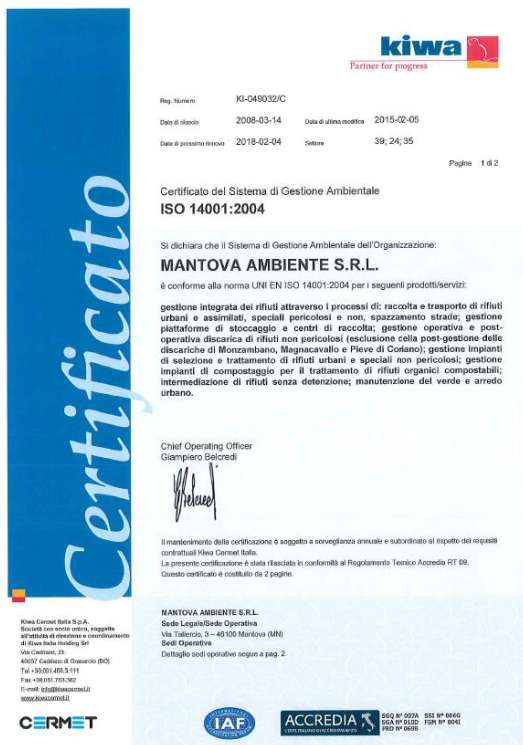 kiwa
Partner for progress
Reg. Numero KI-049032/C
Data di rilascio 2008-03-14 Data di ultima modifica 2015-02-05
Data di prossimo rinnovo 2018-02-04 Settore 39; 24; 35
Pagina 1 di 2
Certificato
Certificato del Sistema di Gestione Ambientale
ISO 14001:2004
Si dichiara che il Sistema di Gestione Ambientale dell'Organizzazione:
MANTOVA AMBIENTE S.R.L.
è conforme alla norma UNI EN ISO 14001:2004 per i seguenti prodotti/servizi:
gestione integrata dei rifiuti attraverso i processi di: raccolta e trasporto di rifiuti
urbani e assimilati, speciali pericolosi e non, spazzamento strade; gestione
piattaforme di stoccaggio e centri di raccolta; gestione operativa e post-
operativa discarica di rifiuti non pericolosi (esclusione della post-gestione delle
discariche di Monzambano, Magnacavallo e Pieve di Coriano); gestione impianti
di selezione e trattamento di rifiuti urbani e speciali non pericolosi; gestione
impianti di compostaggio per il trattamento di rifiuti organici compostabili;
intermediazione di rifiuti senza detenzione; manutenzione del verde e arredo
urbano.
Chief Operating Officer
Giampiero Belcredi
Il mantenimento della certificazione è soggetto a sorveglianza annuale e subordinato al rispetto dei requisiti
contrattuali Kiwa Cermet Italia.
La presente certificazione è stata rilasciata in conformità al Regolamento Tecnico Accredia RT 09.
Questo certificato è costituito da 2 pagine.
MANTOVA AMBIENTE S.R.L.
Sede Legale/Sede Operativa
Via Taliercio, 3 – 46100 Mantova (MN)
Sedi Operative
Dettaglio sedi operative segue a pag. 2
Kiwa Cermet Italia S.p.A.
Società con socio unico, soggetta
all'attività di direzione e coordinamento
di Kiwa Italia Holding Srl
Via Cadriano, 23
40057 Cadriano di Granarolo (BO)
Tel +39.051.459.3.111
Fax +39.051.763.382
E-mail: info@kiwacermet.it
www.kiwacermet.it
CERMET
IAF
ACCREDIA
L'ENTE ITALIANO DI ACCREDITAMENTO
SGQ N° 007A SSI N° 006G
SGA N° 010D FSM N° 004I
PRD N° 069B